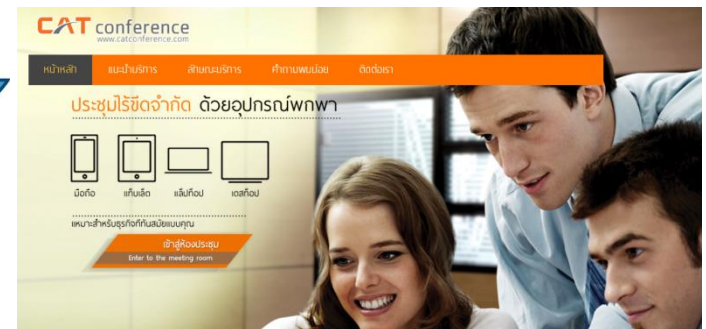 CAT conference
www.catconference.com
หน้าหลัก แนะนำบริการ ลักษณะบริการ คำถามพบบ่อย ติดต่อเรา
ประชุมไร้ขีดจำกัด ด้วยอุปกรณ์พกพา
มือถือ แท็บเล็ต แล็ปท็อป เดสก์ท็อป
เหมาะสำหรับธุรกิจที่ทันสมัยแบบคุณ
เข้าสู่ห้องประชุม
Enter to the meeting room